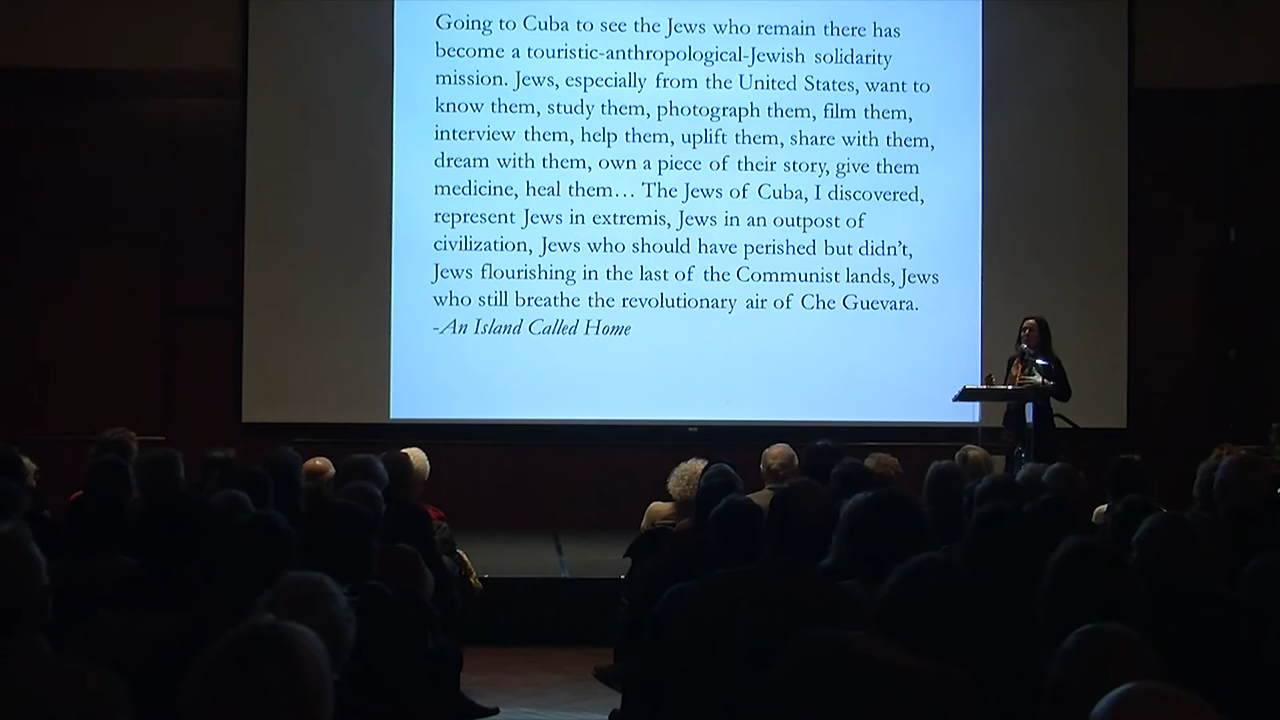 Going to Cuba to see the Jews who remain there has
become a touristic-anthropological-Jewish solidarity
mission. Jews, especially from the United States, want to
know them, study them, photograph them, film them,
interview them, help them, uplift them, share with them,
dream with them, own a piece of their story, give them
medicine, heal them… The Jews of Cuba, I discovered,
represent Jews in extremis, Jews in an outpost of
civilization, Jews who should have perished but didn’t,
Jews flourishing in the last of the Communist lands, Jews
who still breathe the revolutionary air of Che Guevara.
-An Island Called Home